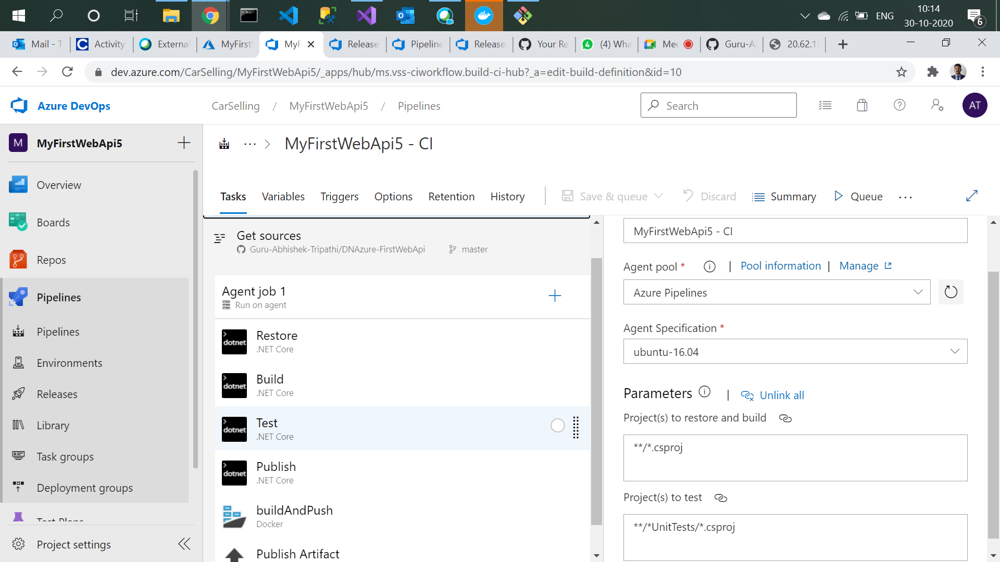 ENG
10:14
30-10-2020
6
Mail - T
Activity
Externa
MyFirstW
MyF
Release
Pipeline
Release
Your Re
(4) Wha
Mee
Guru-A
20.62.1
dev.azure.com/CarSelling/MyFirstWebApi5/_apps/hub/ms.vss-ciworkflow.build-ci-hub?_a=edit-build-definition&id=10
Azure DevOps
CarSelling / MyFirstWebApi5 / Pipelines
Search
AT
M MyFirstWebApi5
MyFirstWebApi5 - CI
Overview
Boards
Repos
Pipelines
Pipelines
Environments
Releases
Library
Task groups
Deployment groups
Test Plans
Project settings
Tasks Variables Triggers Options Retention History Save & queue Discard Summary Queue
Get sources
Guru-Abhishek-Tripathi/DNAzure-FirstWebApi master
Agent job 1
Run on agent
dotnet Restore
.NET Core
dotnet Build
.NET Core
dotnet Test
.NET Core
dotnet Publish
.NET Core
buildAndPush
Docker
Publish Artifact
MyFirstWebApi5 - CI
Agent pool * | Pool information | Manage
Azure Pipelines
Agent Specification *
ubuntu-16.04
Parameters | Unlink all
Project(s) to restore and build
**/*.csproj
Project(s) to test
**/*UnitTests/*.csproj